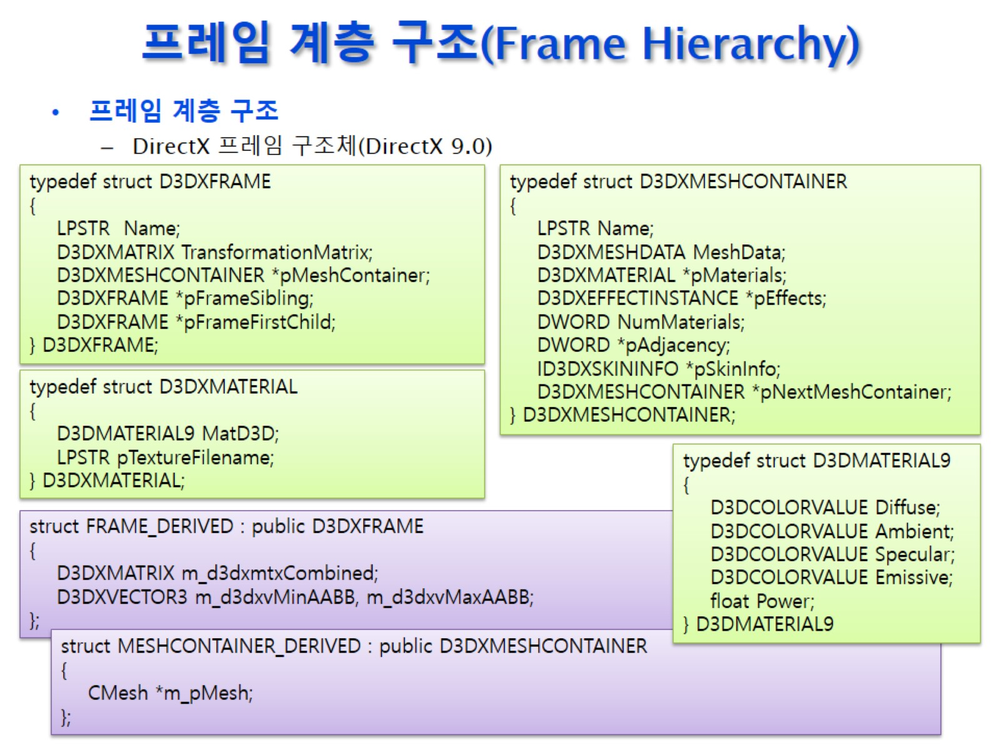 프레임 계층 구조(Frame Hierarchy)
• 프레임 계층 구조
– DirectX 프레임 구조체(DirectX 9.0)
typedef struct D3DXFRAME
{
LPSTR Name;
D3DXMATRIX TransformationMatrix;
D3DXMESHCONTAINER *pMeshContainer;
D3DXFRAME *pFrameSibling;
D3DXFRAME *pFrameFirstChild;
} D3DXFRAME;
typedef struct D3DXMESHCONTAINER
{
LPSTR Name;
D3DXMESHDATA MeshData;
D3DXMATERIAL *pMaterials;
D3DXEFFECTINSTANCE *pEffects;
DWORD NumMaterials;
DWORD *pAdjacency;
ID3DXSKININFO *pSkinInfo;
D3DXMESHCONTAINER *pNextMeshContainer;
} D3DXMESHCONTAINER;
typedef struct D3DXMATERIAL
{
D3DMATERIAL9 MatD3D;
LPSTR pTextureFilename;
} D3DXMATERIAL;
typedef struct D3DMATERIAL9
{
D3DCOLORVALUE Diffuse;
D3DCOLORVALUE Ambient;
D3DCOLORVALUE Specular;
D3DCOLORVALUE Emissive;
float Power;
} D3DMATERIAL9
struct FRAME_DERIVED : public D3DXFRAME
{
D3DXMATRIX m_d3dxmtxCombined;
D3DXVECTOR3 m_d3dxvMinAABB, m_d3dxvMaxAABB;
};
struct MESHCONTAINER_DERIVED : public D3DXMESHCONTAINER
{
CMesh *m_pMesh;
};